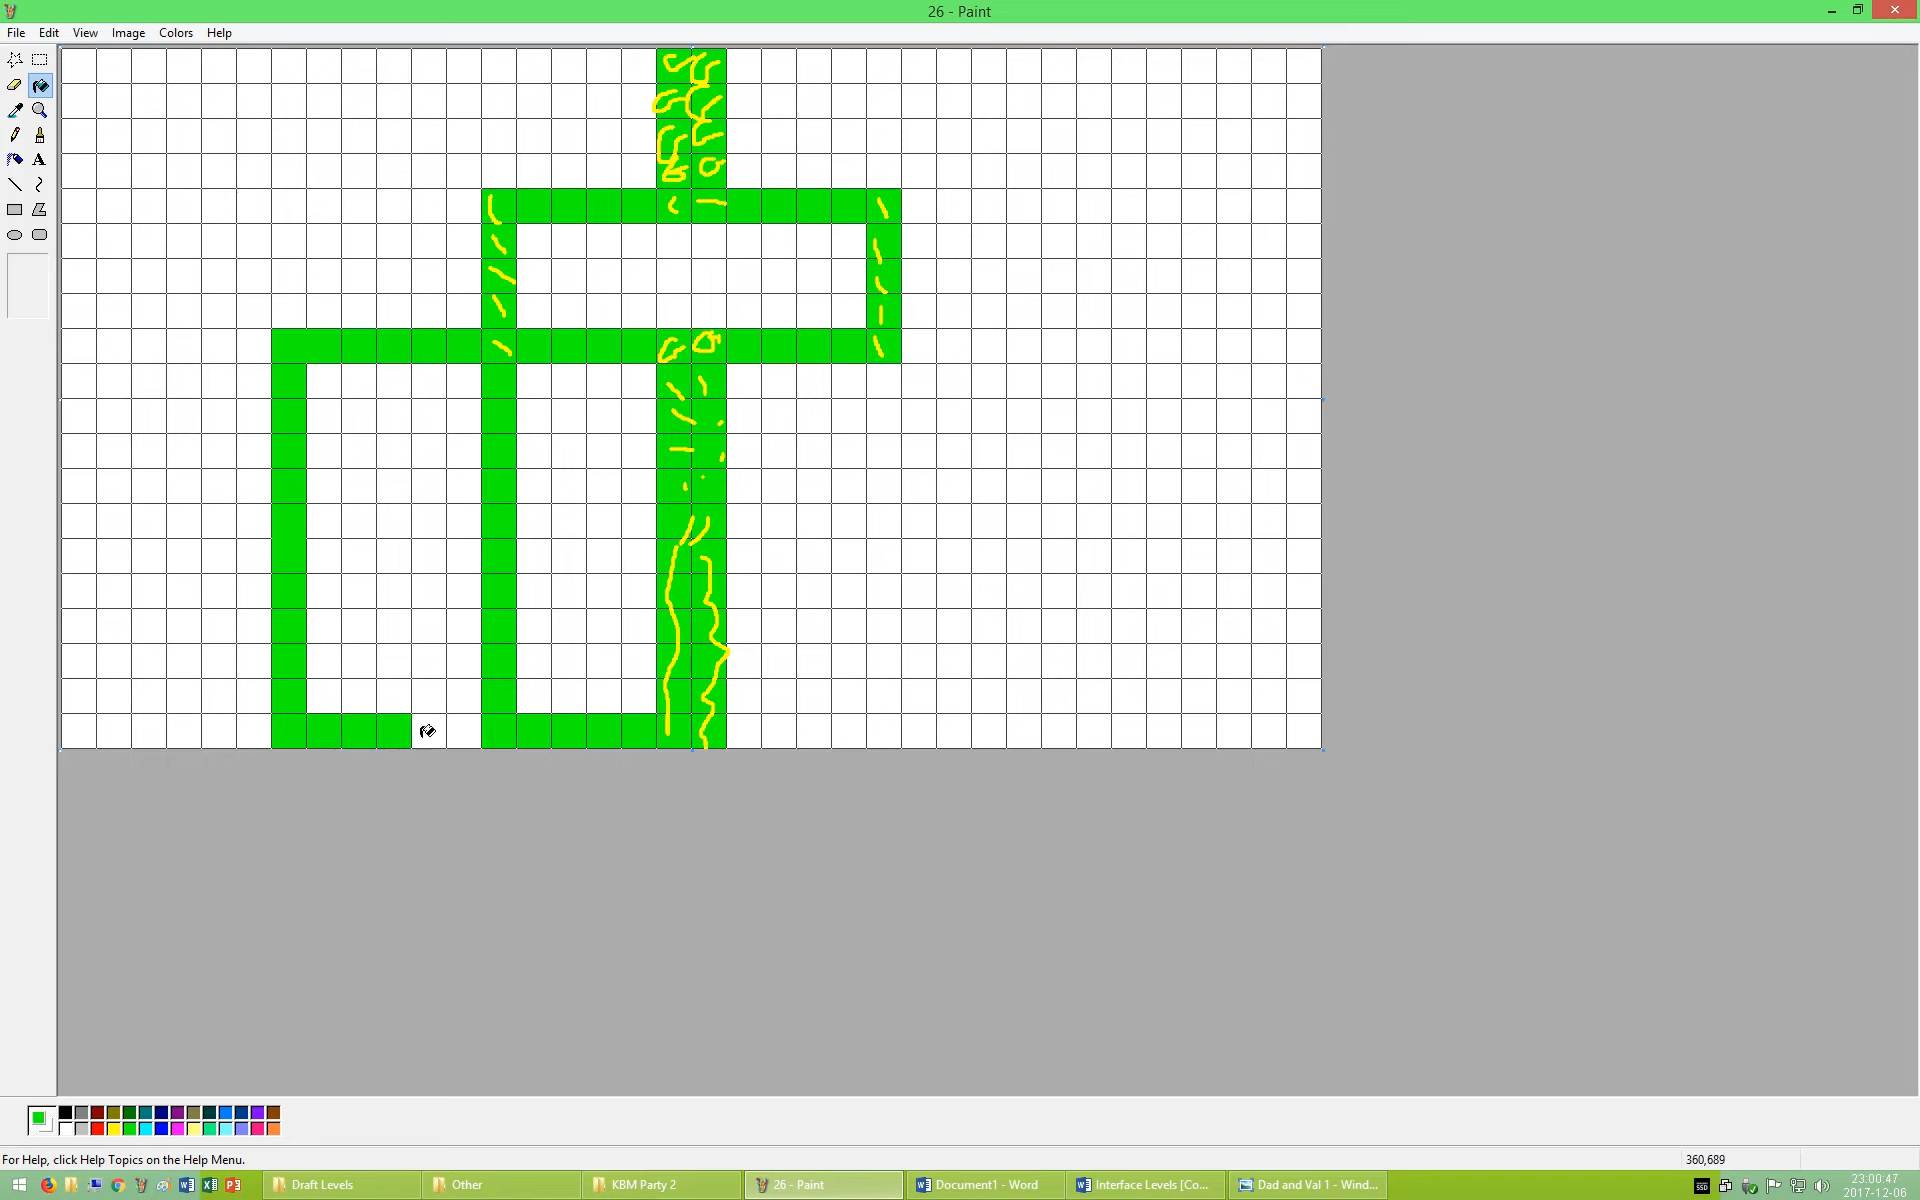 26 - Paint
File Edit View Image Colors Help
A
For Help, click Help Topics on the Help Menu.
360,689
Draft Levels
Other
KBM Party 2
26 - Paint
Document1 - Word
Interface Levels [Co...
Dad and Val 1 - Wind...
SSD
23:00:47
2017-12-06